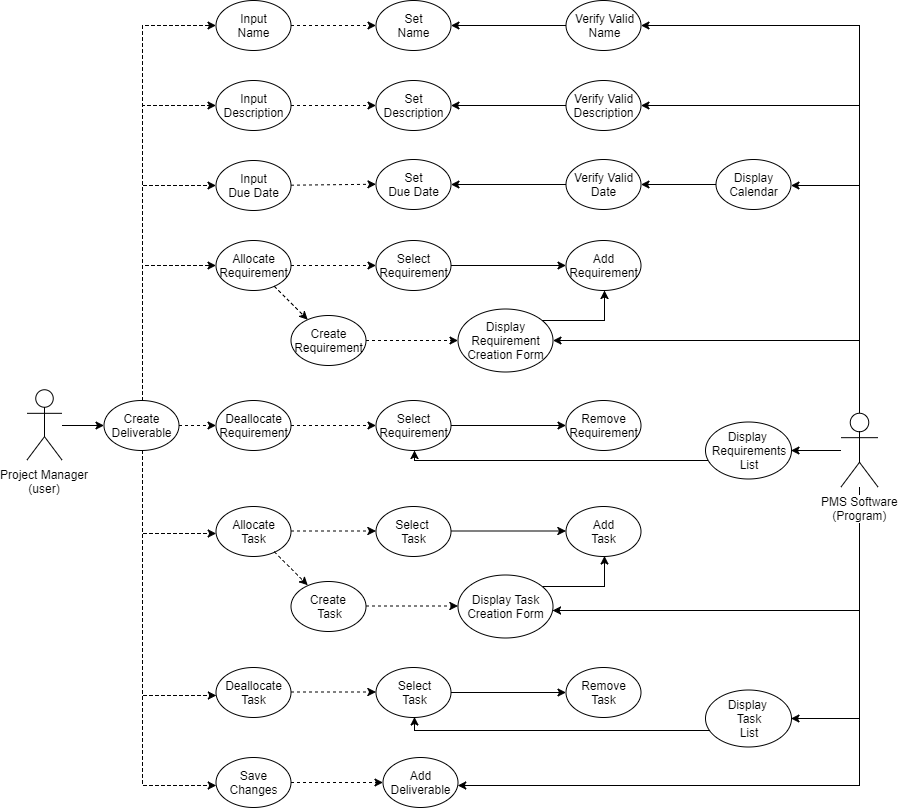 Input
Name
Set
Name
Verify Valid
Name
Input
Description
Set
Description
Verify Valid
Description
Input
Due Date
Set
Due Date
Verify Valid
Date
Display
Calendar
Allocate
Requirement
Select
Requirement
Add
Requirement
Create
Requirement
Display
Requirement
Creation Form
Project Manager
(user)
Create
Deliverable
Deallocate
Requirement
Select
Requirement
Remove
Requirement
Display
Requirements
List
PMS Software
(Program)
Allocate
Task
Select
Task
Add
Task
Create
Task
Display Task
Creation Form
Deallocate
Task
Select
Task
Remove
Task
Display
Task
List
Save
Changes
Add
Deliverable